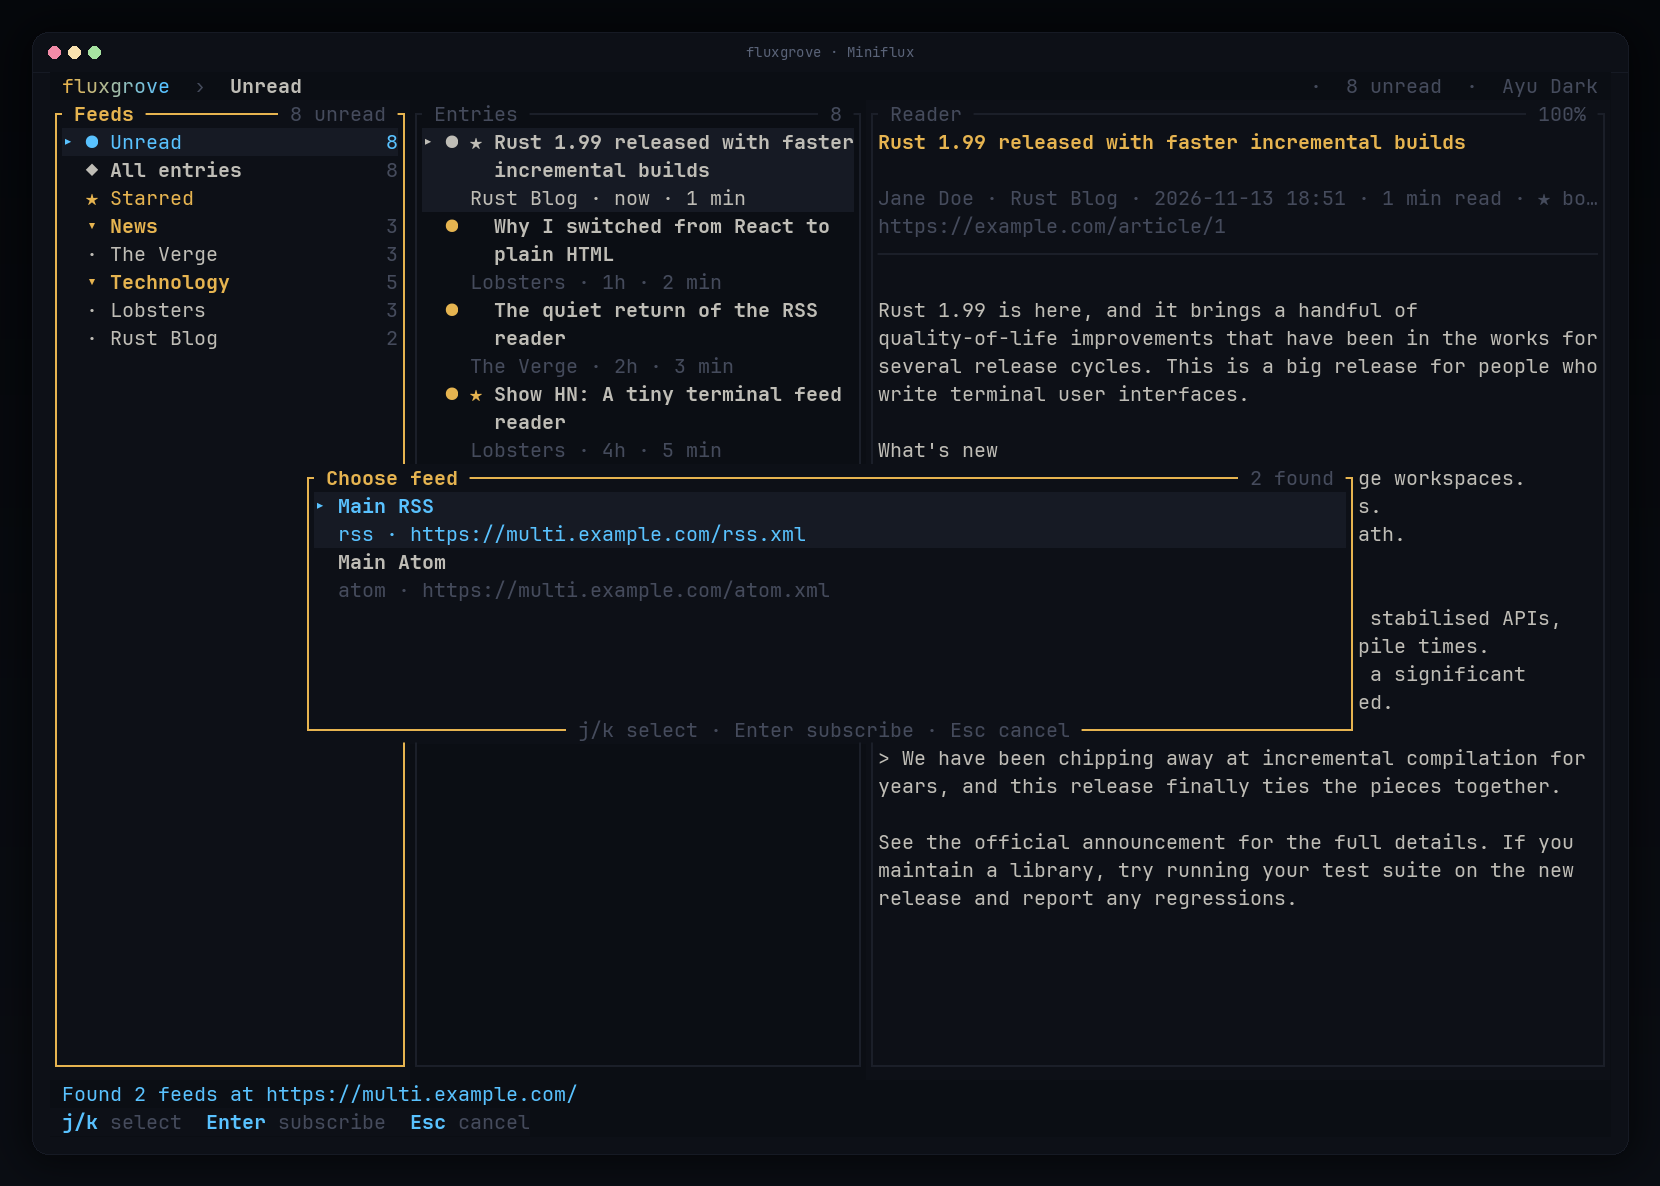 fluxgrove · Miniflux
fluxgrove › Unread · 8 unread · Ayu Dark
Feeds 8 unread
▸ ● Unread 8
◆ All entries 8
★ Starred
▾ News 3
· The Verge 3
▾ Technology 5
· Lobsters 3
· Rust Blog 2
Entries 8
▸ ● ★ Rust 1.99 released with faster
incremental builds
Rust Blog · now · 1 min
● Why I switched from React to
plain HTML
Lobsters · 1h · 2 min
● The quiet return of the RSS
reader
The Verge · 2h · 3 min
● ★ Show HN: A tiny terminal feed
reader
Lobsters · 4h · 5 min
Reader 100%
Rust 1.99 released with faster incremental builds
Jane Doe · Rust Blog · 2026-11-13 18:51 · 1 min read · ★ bo…
https://example.com/article/1
Rust 1.99 is here, and it brings a handful of
quality-of-life improvements that have been in the works for
several release cycles. This is a big release for people who
write terminal user interfaces.
What's new
ge workspaces.
s.
ath.
stabilised APIs,
pile times.
a significant
ed.
> We have been chipping away at incremental compilation for
years, and this release finally ties the pieces together.
See the official announcement for the full details. If you
maintain a library, try running your test suite on the new
release and report any regressions.
Choose feed 2 found
▸ Main RSS
rss · https://multi.example.com/rss.xml
Main Atom
atom · https://multi.example.com/atom.xml
j/k select · Enter subscribe · Esc cancel
Found 2 feeds at https://multi.example.com/
j/k select Enter subscribe Esc cancel